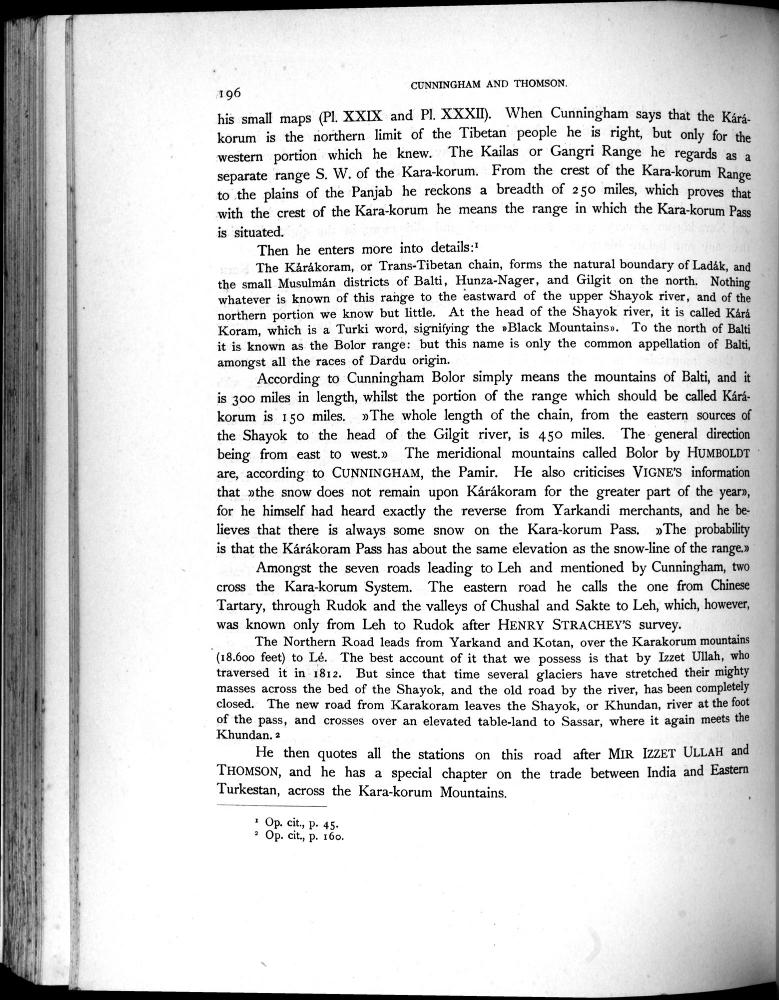 196
CUNNINGHAM AND THOMSON.
his small maps (Pl. XXIX and Pl. XXXII). When Cunningham says that the Kárá-
korum is the northern limit of the Tibetan people he is right, but only for the
western portion which he knew. The Kailas or Gangri Range he regards as a
separate range S. W. of the Kara-korum. From the crest of the Kara-korum Range
to the plains of the Panjab he reckons a breadth of 250 miles, which proves that
with the crest of the Kara-korum he means the range in which the Kara-korum Pass
is situated.
Then he enters more into details:¹
The Kárákoram, or Trans-Tibetan chain, forms the natural boundary of Ladák, and
the small Musulmán districts of Balti, Hunza-Nager, and Gilgit on the north. Nothing
whatever is known of this range to the eastward of the upper Shayok river, and of the
northern portion we know but little. At the head of the Shayok river, it is called Kárá
Koram, which is a Turki word, signifying the »Black Mountains». To the north of Balti
it is known as the Bolor range: but this name is only the common appellation of Balti,
amongst all the races of Dardu origin.
According to Cunningham Bolor simply means the mountains of Balti, and it
is 300 miles in length, whilst the portion of the range which should be called Kárá-
korum is 150 miles. »The whole length of the chain, from the eastern sources of
the Shayok to the head of the Gilgit river, is 450 miles. The general direction
being from east to west.» The meridional mountains called Bolor by HUMBOLDT
are, according to CUNNINGHAM, the Pamir. He also criticises VIGNE'S information
that »the snow does not remain upon Kárákoram for the greater part of the year»,
for he himself had heard exactly the reverse from Yarkandi merchants, and he be-
lieves that there is always some snow on the Kara-korum Pass. »The probability
is that the Kárákoram Pass has about the same elevation as the snow-line of the range.»
Amongst the seven roads leading to Leh and mentioned by Cunningham, two
cross the Kara-korum System. The eastern road he calls the one from Chinese
Tartary, through Rudok and the valleys of Chushal and Sakte to Leh, which, however,
was known only from Leh to Rudok after HENRY STRACHEY'S survey.
The Northern Road leads from Yarkand and Kotan, over the Karakorum mountains
(18.600 feet) to Lé. The best account of it that we possess is that by Izzet Ullah, who
traversed it in 1812. But since that time several glaciers have stretched their mighty
masses across the bed of the Shayok, and the old road by the river, has been completely
closed. The new road from Karakoram leaves the Shayok, or Khundan, river at the foot
of the pass, and crosses over an elevated table-land to Sassar, where it again meets the
Khundan.²
He then quotes all the stations on this road after MIR IZZET ULLAH and
THOMSON, and he has a special chapter on the trade between India and Eastern
Turkestan, across the Kara-korum Mountains.
¹ Op. cit., p. 45.
² Op. cit., p. 160.